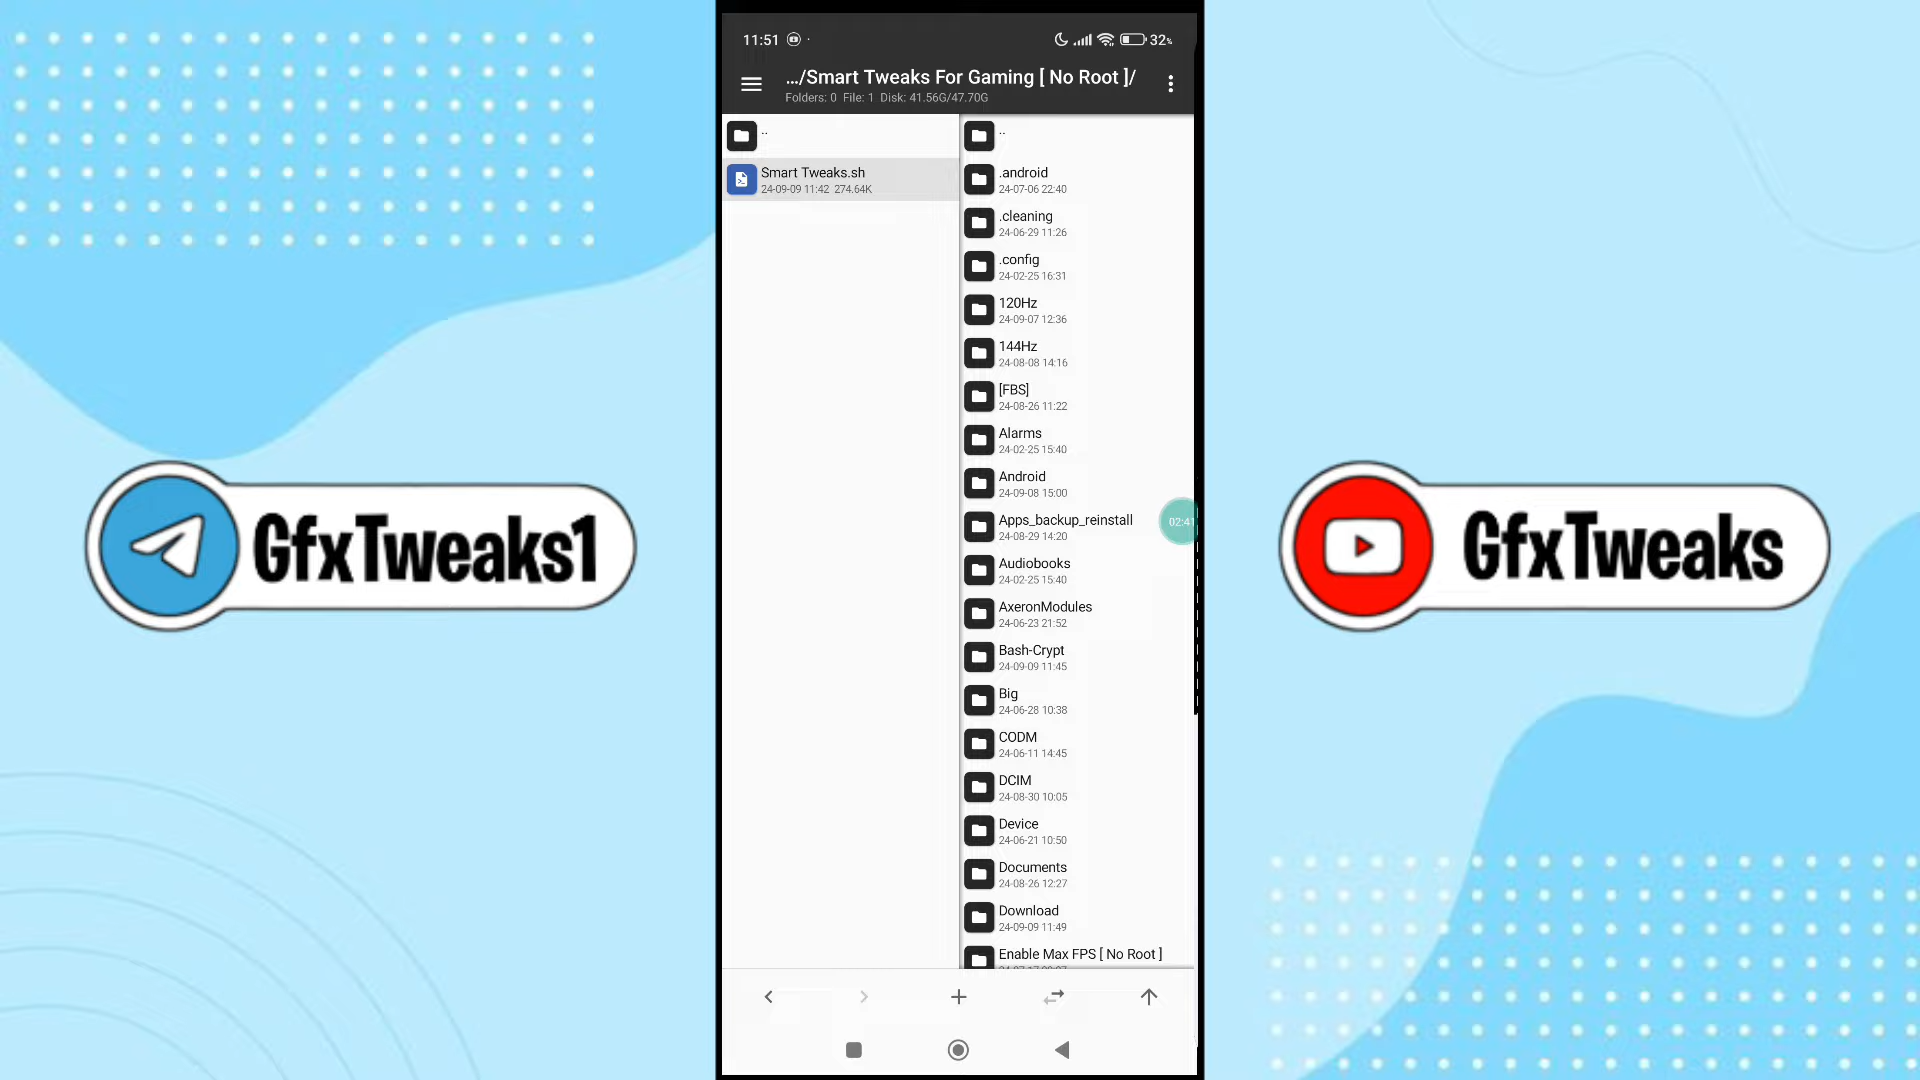 11:51
32%
.../Smart Tweaks For Gaming [ No Root ]/
Folders: 0 File: 1 Disk: 41.56G/47.70G
..
Smart Tweaks.sh
24-09-09 11:42 274.64K
..
.android
24-07-06 22:40
.cleaning
24-06-29 11:26
.config
24-02-25 16:31
120Hz
24-09-07 12:36
144Hz
24-08-08 14:16
[FBS]
24-08-26 11:22
Alarms
24-02-25 15:40
Android
24-09-08 15:00
Apps_backup_reinstall
24-08-29 14:20
02:41
Audiobooks
24-02-25 15:40
AxeronModules
24-06-23 21:52
Bash-Crypt
24-09-09 11:45
Big
24-06-28 10:38
CODM
24-06-11 14:45
DCIM
24-08-30 10:05
Device
24-06-21 10:50
Documents
24-08-26 12:27
Download
24-09-09 11:49
Enable Max FPS [ No Root ]
GfxTweaks1
GfxTweaks